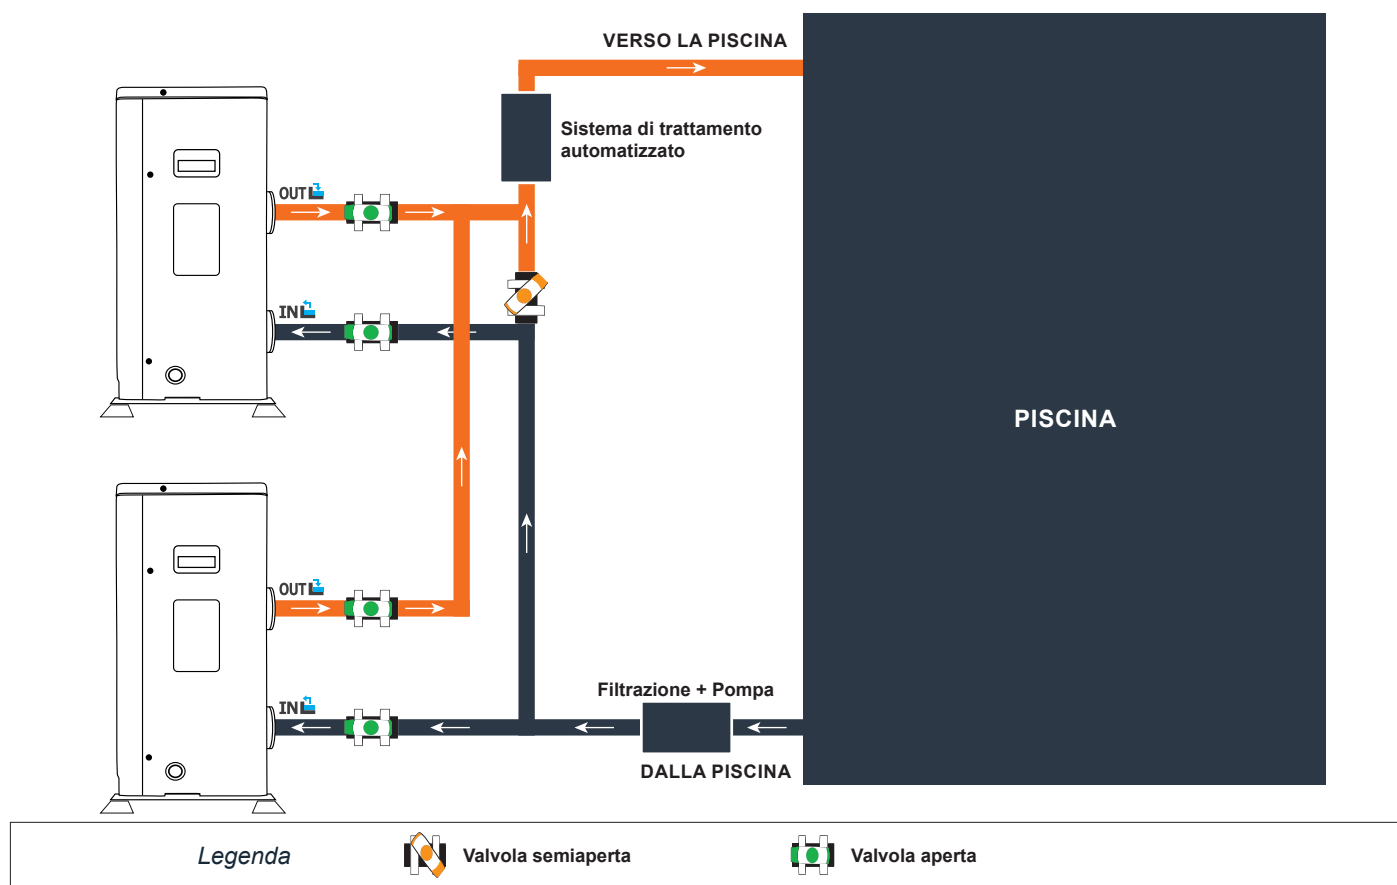 VERSO LA PISCINA
Sistema di trattamento
automatizzato
OUT
IN
PISCINA
OUT
IN
Filtrazione + Pompa
DALLA PISCINA
Legenda
Valvola semiaperta
Valvola aperta